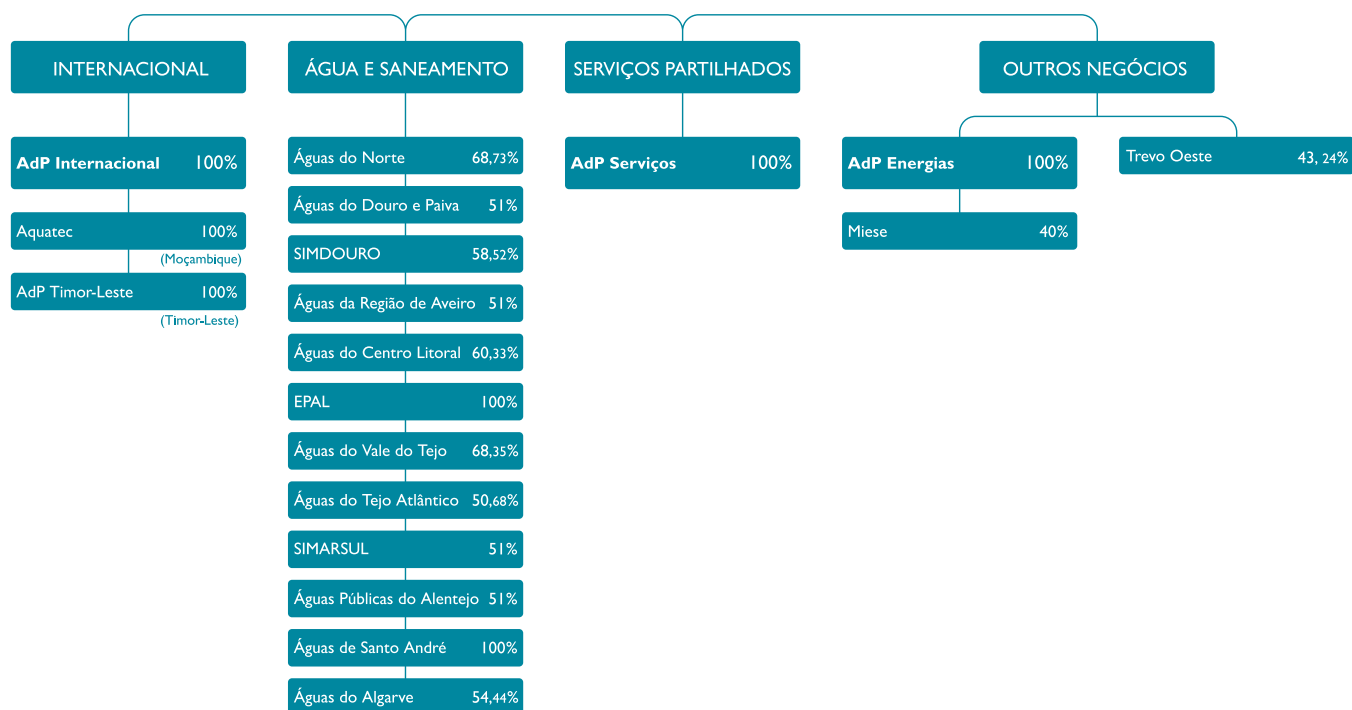 INTERNACIONAL
AdP Internacional 100%
Aquatec 100%
(Moçambique)
AdP Timor-Leste 100%
(Timor-Leste)
ÁGUA E SANEAMENTO
Águas do Norte 68,73%
Águas do Douro e Paiva 51%
SIMDOURO 58,52%
Águas da Região de Aveiro 51%
Águas do Centro Litoral 60,33%
EPAL 100%
Águas do Vale do Tejo 68,35%
Águas do Tejo Atlântico 50,68%
SIMARSUL 51%
Águas Públicas do Alentejo 51%
Águas de Santo André 100%
Águas do Algarve 54,44%
SERVIÇOS PARTILHADOS
AdP Serviços 100%
OUTROS NEGÓCIOS
AdP Energias 100%
Miese 40%
Trevo Oeste 43, 24%